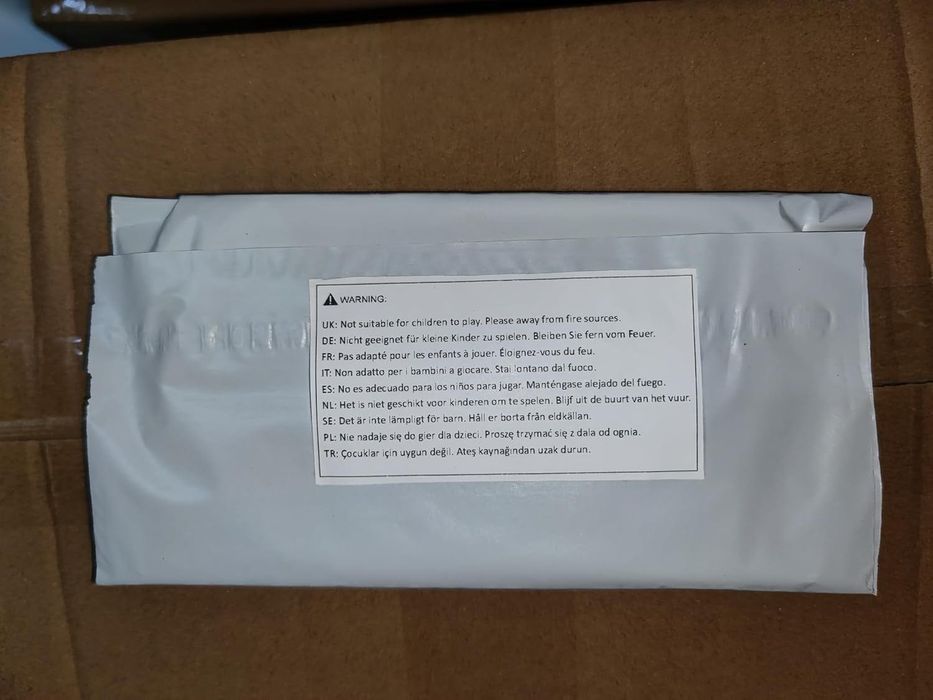 WARNING:
UK: Not suitable for children to play. Please away from fire sources.
DE: Nicht geeignet für kleine Kinder zu spielen. Bleiben Sie fern vom Feuer.
FR: Pas adapté pour les enfants à jouer. Éloignez-vous du feu.
IT: Non adatto per i bambini a giocare. Stai lontano dal fuoco.
ES: No es adecuado para los niños para jugar. Manténgase alejado del fuego.
NL: Het is niet geschikt voor kinderen om te spelen. Blijf uit de buurt van het vuur.
SE: Det är inte lämpligt för barn. Håll er borta från eldkällan.
PL: Nie nadaje się do gier dla dzieci. Proszę trzymać się z dala od ognia.
TR: Çocuklar için uygun değil. Ateş kaynağından uzak durun.